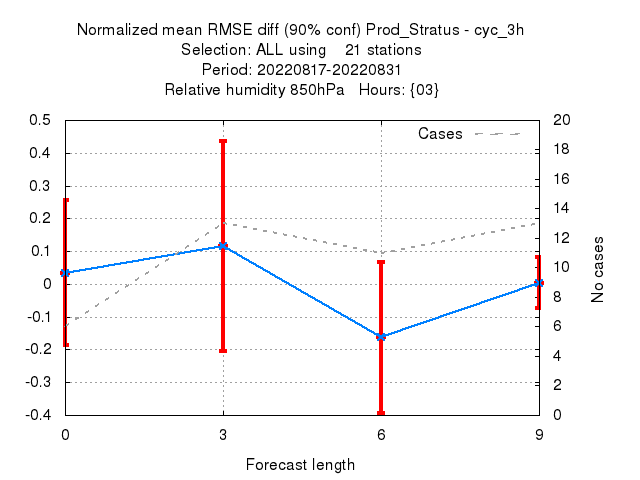 Normalized mean RMSE diff (90% conf) Prod_Stratus - cyc_3h
Selection: ALL using 21 stations
Period: 20220817-20220831
Relative humidity 850hPa Hours: {03}
Cases
0.5
0.4
0.3
0.2
0.1
0
-0.1
-0.2
-0.3
-0.4
20
18
16
14
12
10
8
6
4
2
0
No cases
0 3 6 9
Forecast length